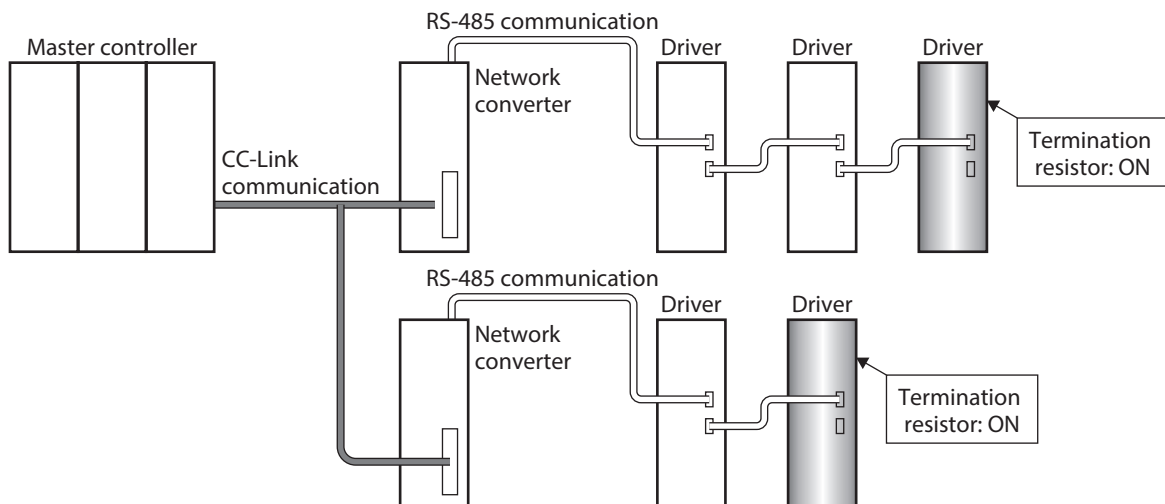 RS-485 communication
Master controller
Driver
Driver
Driver
Network
converter
Termination
resistor: ON
CC-Link
communication
RS-485 communication
Driver
Driver
Network
converter
Termination
resistor: ON